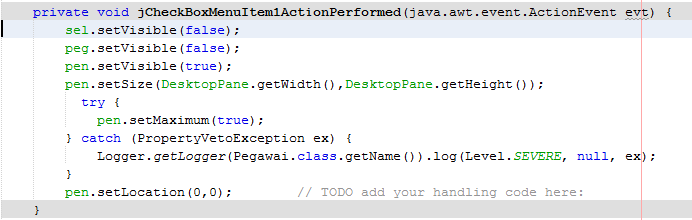 private void jCheckBoxMenuItem1ActionPerformed(java.awt.event.ActionEvent evt) {
sel.setVisible(false);
peg.setVisible(false);
pen.setVisible(true);
pen.setSize(DesktopPane.getWidth(),DesktopPane.getHeight());
try {
pen.setMaximum(true);
} catch (PropertyVetoException ex) {
Logger.getLogger(Pegawai.class.getName()).log(Level.SEVERE, null, ex);
}
pen.setLocation(0,0);        // TODO add your handling code here:
}